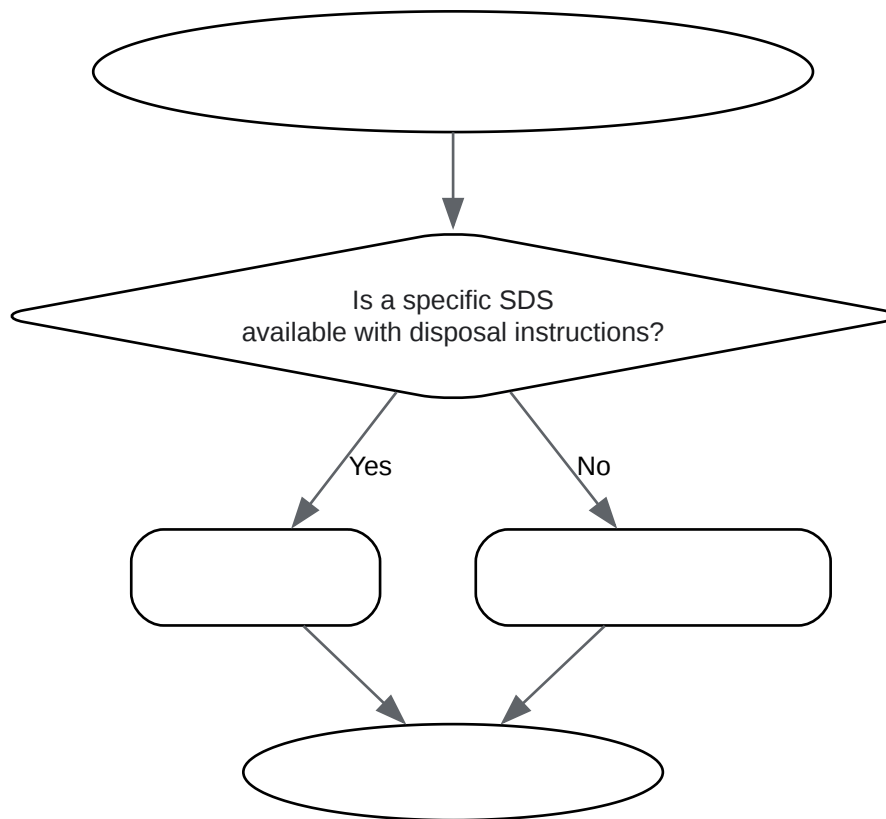 Is a specific SDS
available with disposal instructions?
Yes
No